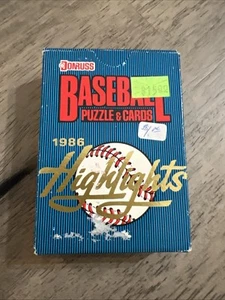 DONRUSS
BASEBALL
PUZZLE & CARDS
1986
Highlights